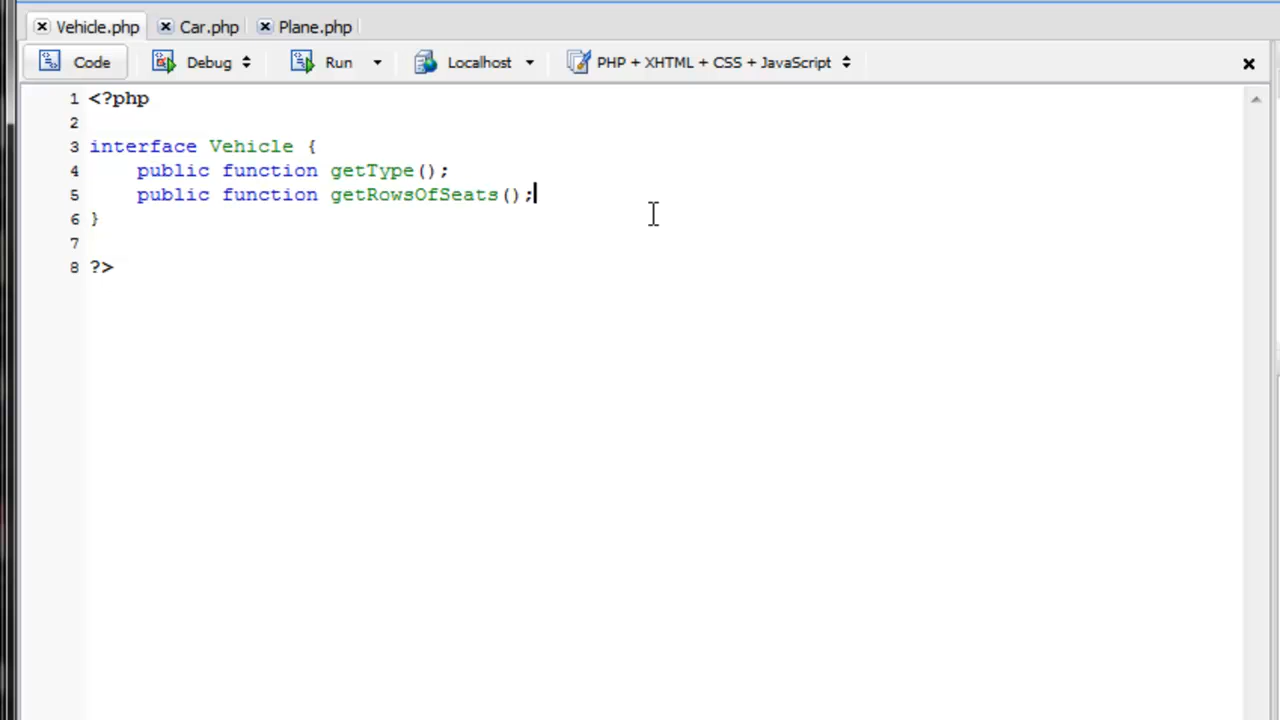 Vehicle.php Car.php Plane.php
Code Debug Run Localhost PHP + XHTML + CSS + JavaScript
1 <?php
2
3 interface Vehicle {
4     public function getType();
5     public function getRowsOfSeats();
6 }
7
8 ?>